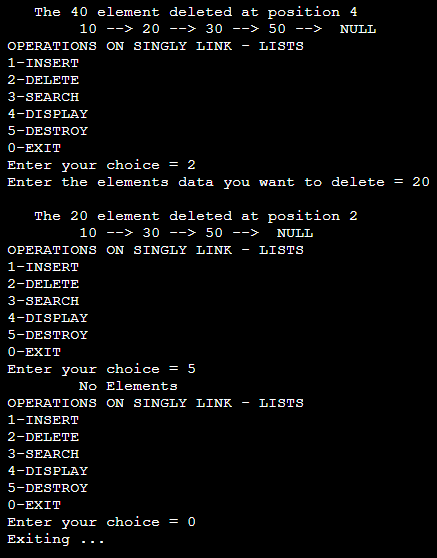 The 40 element deleted at position 4
10 --> 20 --> 30 --> 50 -->  NULL
OPERATIONS ON SINGLY LINK - LISTS
1-INSERT
2-DELETE
3-SEARCH
4-DISPLAY
5-DESTROY
0-EXIT
Enter your choice = 2
Enter the elements data you want to delete = 20
The 20 element deleted at position 2
10 --> 30 --> 50 -->  NULL
OPERATIONS ON SINGLY LINK - LISTS
1-INSERT
2-DELETE
3-SEARCH
4-DISPLAY
5-DESTROY
0-EXIT
Enter your choice = 5
No Elements
OPERATIONS ON SINGLY LINK - LISTS
1-INSERT
2-DELETE
3-SEARCH
4-DISPLAY
5-DESTROY
0-EXIT
Enter your choice = 0
Exiting ...